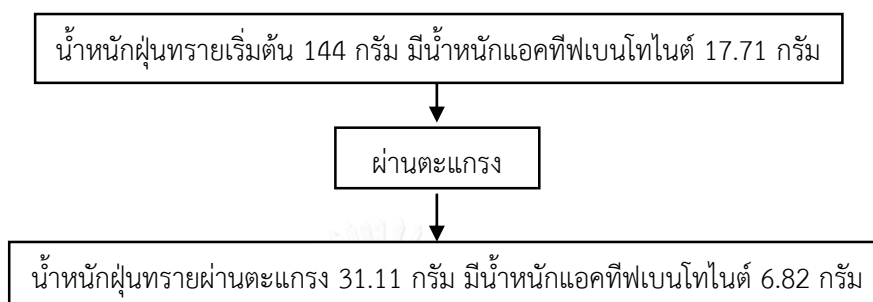 น้ำหนักฝุ่นทรายเริ่มต้น 144 กรัม มีน้ำหนักแอคทีฟเบนโทไนต์ 17.71 กรัม
ผ่านตะแกรง
น้ำหนักฝุ่นทรายผ่านตะแกรง 31.11 กรัม มีน้ำหนักแอคทีฟเบนโทไนต์ 6.82 กรัม